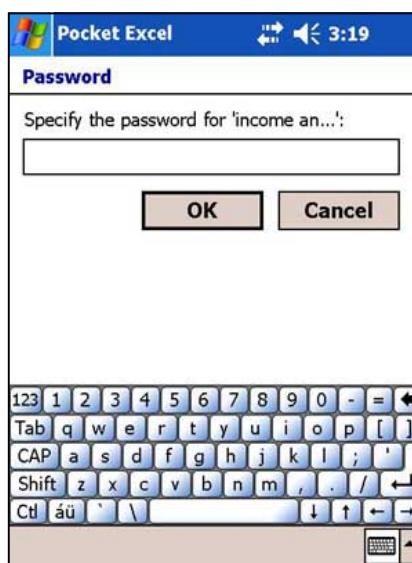 Pocket Excel 3:19
Password
Specify the password for 'income an...':
OK Cancel
123 1 2 3 4 5 6 7 8 9 0 - =
Tab q w e r t y u i o p [ ]
CAP a s d f g h j k l ; '
Shift z x c v b n m , . /
Ctl áü ` \ ↓ ↑ ← →